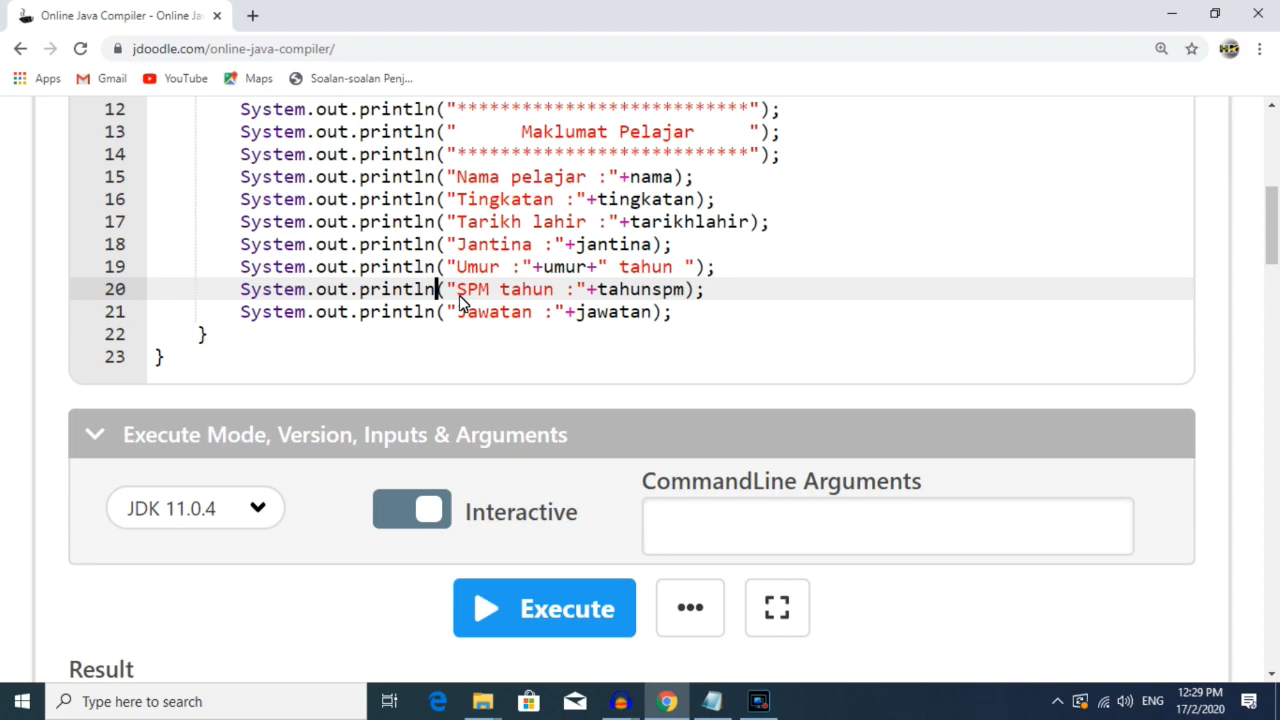 Online Java Compiler - Online Ja
jdoodle.com/online-java-compiler/
Apps Gmail YouTube Maps Soalan-soalan Penj...
12 System.out.println("***************************");
13 System.out.println("      Maklumat Pelajar     ");
14 System.out.println("***************************");
15 System.out.println("Nama pelajar :"+nama);
16 System.out.println("Tingkatan :"+tingkatan);
17 System.out.println("Tarikh lahir :"+tarikhlahir);
18 System.out.println("Jantina :"+jantina);
19 System.out.println("Umur :"+umur+" tahun ");
20 System.out.println("SPM tahun :"+tahunspm);
21 System.out.println("Jawatan :"+jawatan);
22 }
23 }
Execute Mode, Version, Inputs & Arguments
CommandLine Arguments
JDK 11.0.4 Interactive
Execute
Result
Type here to search
ENG
12:29 PM
17/2/2020